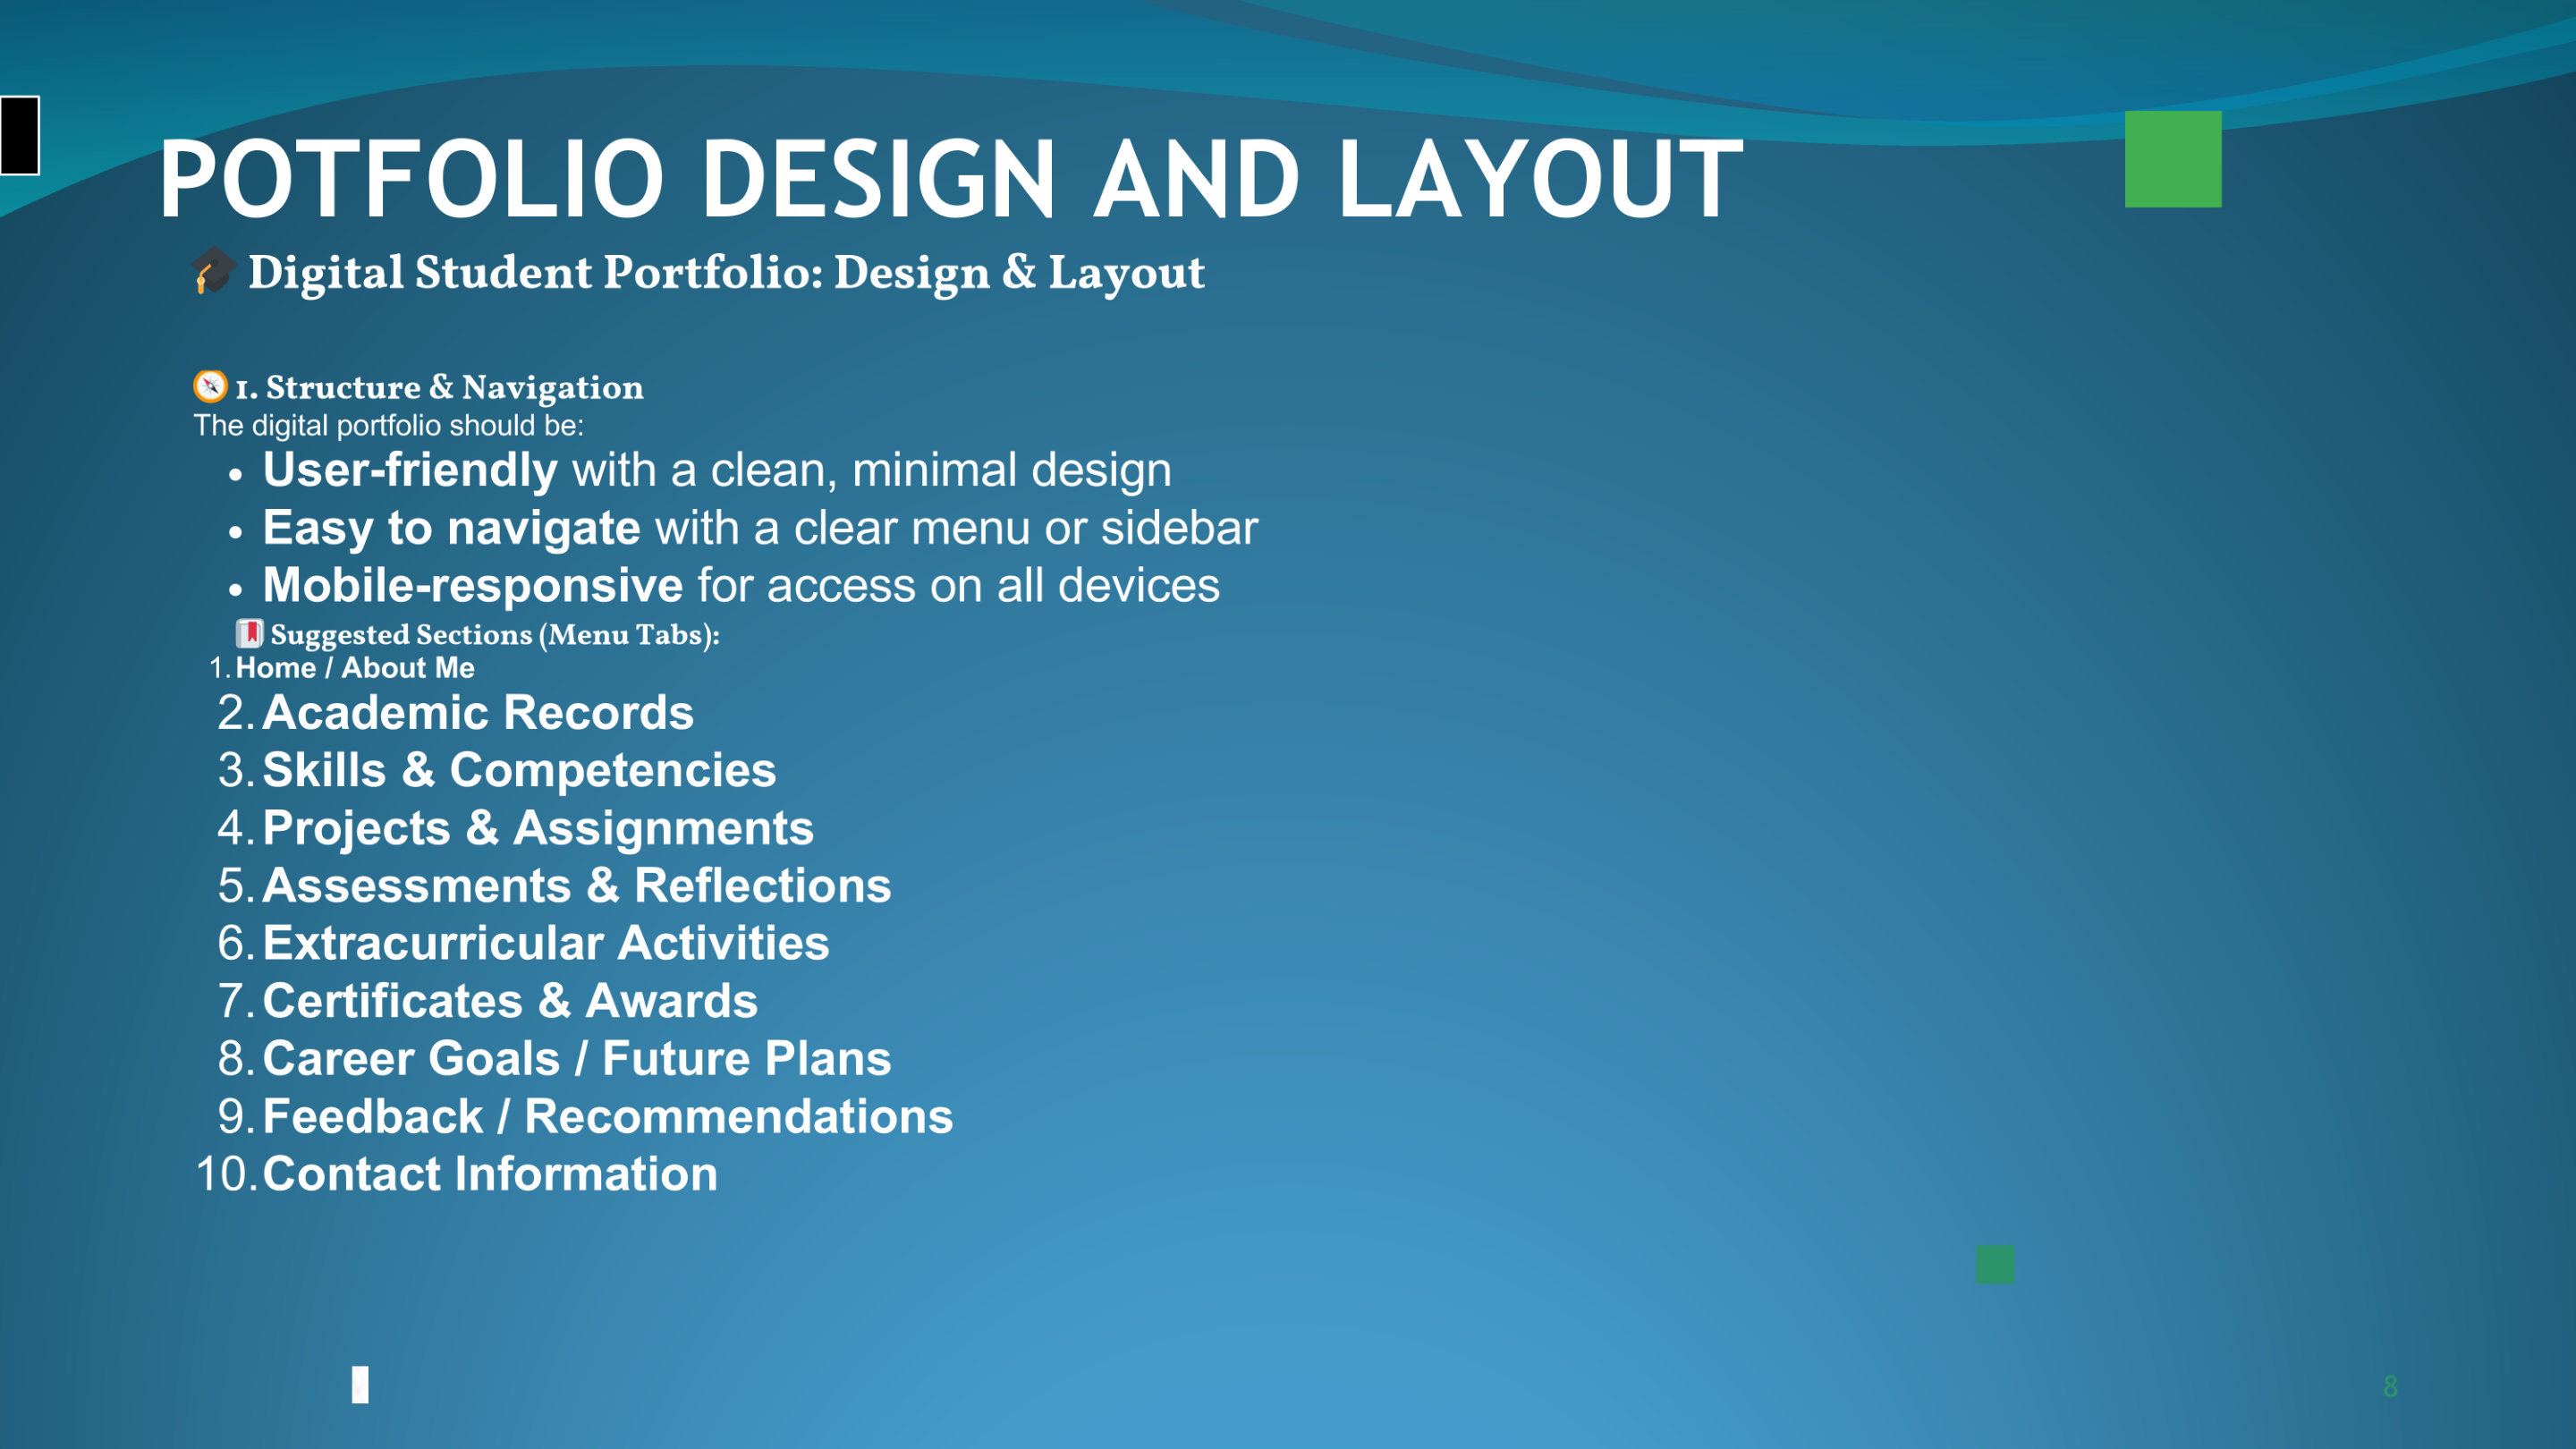 POTFOLIO DESIGN AND LAYOUT
🎓 Digital Student Portfolio: Design & Layout
🧭 1. Structure & Navigation
The digital portfolio should be:
• User-friendly with a clean, minimal design
• Easy to navigate with a clear menu or sidebar
• Mobile-responsive for access on all devices
🔖 Suggested Sections (Menu Tabs):
1. Home / About Me
2. Academic Records
3. Skills & Competencies
4. Projects & Assignments
5. Assessments & Reflections
6. Extracurricular Activities
7. Certificates & Awards
8. Career Goals / Future Plans
9. Feedback / Recommendations
10. Contact Information
8